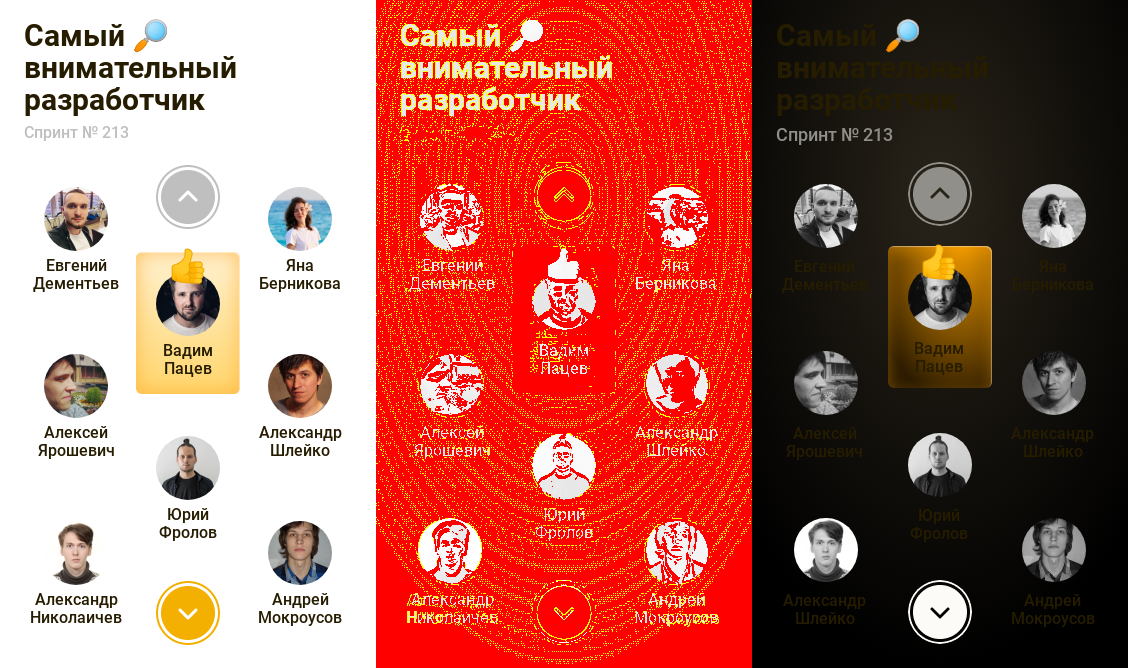 Самый 🔎
внимательный
разработчик
Спринт № 213
Евгений
Дементьев
Яна
Берникова
Вадим
Пацев
Алексей
Ярошевич
Александр
Шлейко
Юрий
Фролов
Александр
Николаичев
Андрей
Мокроусов
Самый 🔎
внимательный
разработчик
Евгений
Дементьев
Яна
Берникова
Вадим
Пацев
Алексей
Ярошевич
Александр
Шлейко
Юрий
Фролов
Александр
Николаичев
Андрей
Мокроусов
Самый 🔎
внимательный
разработчик
Спринт № 213
Евгений
Дементьев
Яна
Берникова
Вадим
Пацев
Алексей
Ярошевич
Александр
Шлейко
Юрий
Фролов
Александр
Шлейко
Андрей
Мокроусов